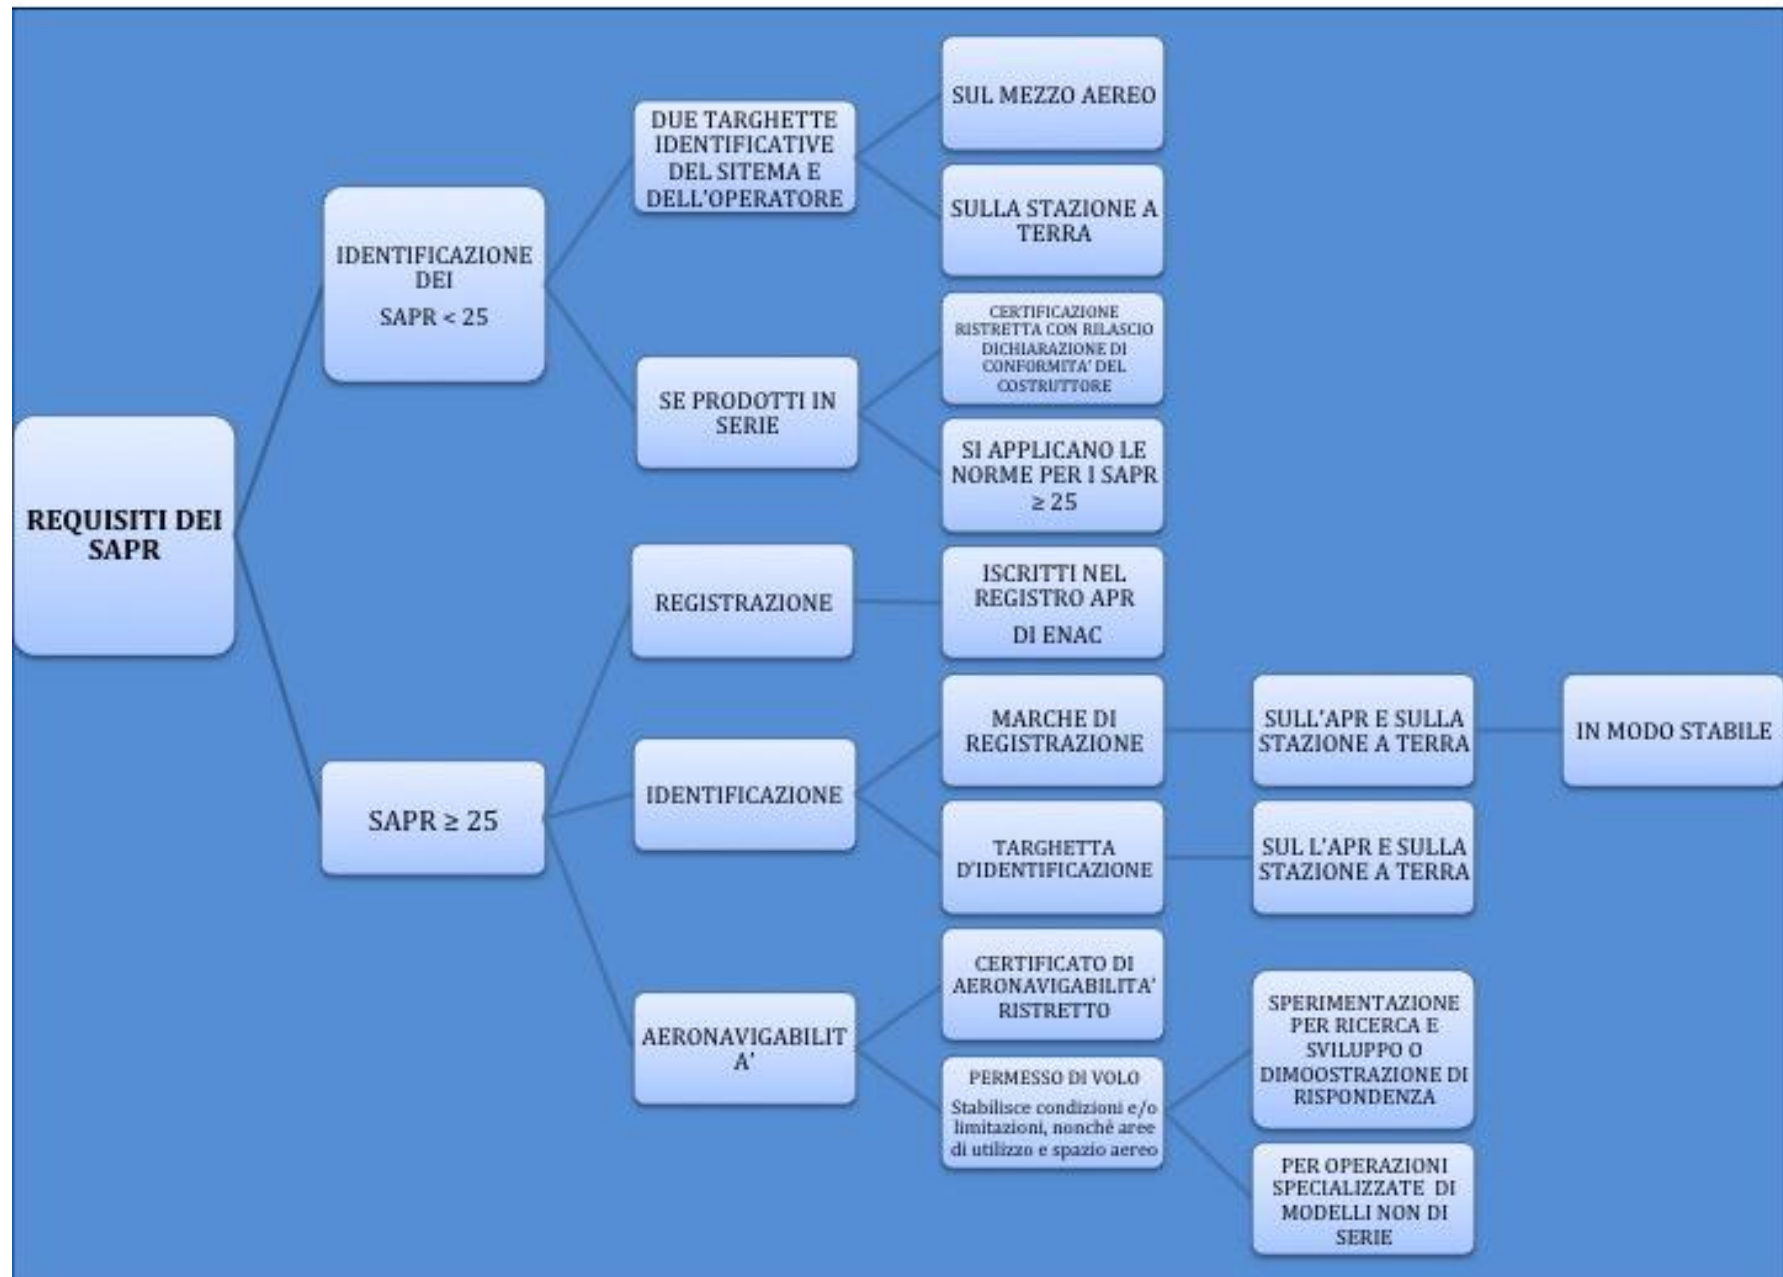 REQUISITI DEI
SAPR
IDENTIFICAZIONE
DEI
SAPR < 25
DUE TARGHETTE
IDENTIFICATIVE
DEL SITEMA E
DELL'OPERATORE
SUL MEZZO AEREO
SULLA STAZIONE A
TERRA
SE PRODOTTI IN
SERIE
CERTIFICAZIONE
RISTRETTA CON RILASCIO
DICHIARAZIONE DI
CONFORMITA' DEL
COSTRUTTORE
SI APPLICANO LE
NORME PER I SAPR
≥ 25
SAPR ≥ 25
REGISTRAZIONE
ISCRITTI NEL
REGISTRO APR
DI ENAC
IDENTIFICAZIONE
MARCHE DI
REGISTRAZIONE
SULL'APR E SULLA
STAZIONE A TERRA
IN MODO STABILE
TARGHETTA
D'IDENTIFICAZIONE
SUL L'APR E SULLA
STAZIONE A TERRA
AERONAVIGABILIT
A'
CERTIFICATO DI
AERONAVIGABILITA'
RISTRETTO
PERMESSO DI VOLO
Stabilisce condizioni e/o
limitazioni, nonché aree
di utilizzo e spazio aereo
SPERIMENTAZIONE
PER RICERCA E
SVILUPPO O
DIMOOSTRAZIONE DI
RISPONDENZA
PER OPERAZIONI
SPECIALIZZATE DI
MODELLI NON DI
SERIE